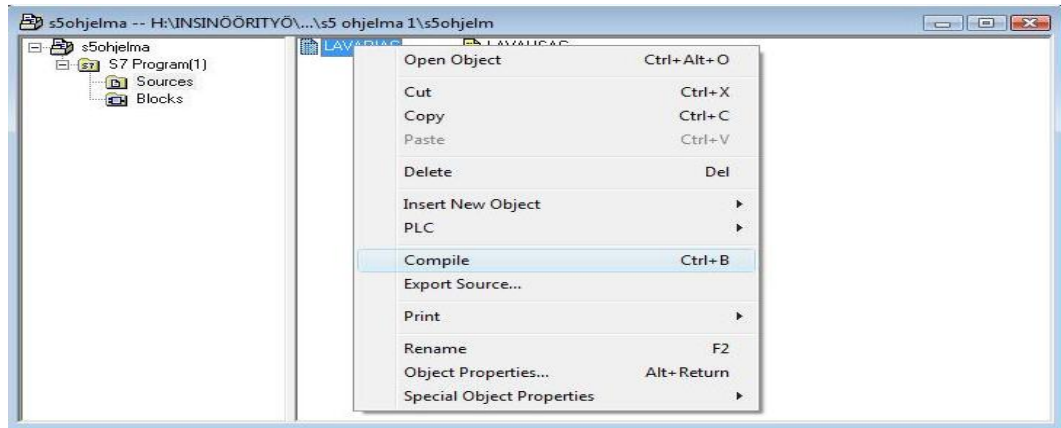 s5ohjelma -- H:\INSINÖÖRITYÖ\...\s5 ohjelma 1\s5ohjelm
s5ohjelma
S7 Program(1)
Sources
Blocks
Open Object Ctrl+Alt+O
Cut Ctrl+X
Copy Ctrl+C
Paste Ctrl+V
Delete Del
Insert New Object
PLC
Compile Ctrl+B
Export Source...
Print
Rename F2
Object Properties... Alt+Return
Special Object Properties